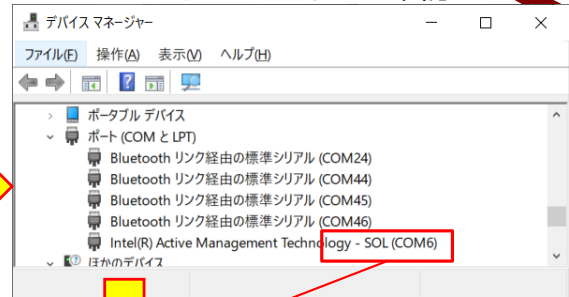 デバイス マネージャー
ファイル(F) 操作(A) 表示(V) ヘルプ(H)
ポータブル デバイス
ポート (COM と LPT)
Bluetooth リンク経由の標準シリアル (COM24)
Bluetooth リンク経由の標準シリアル (COM44)
Bluetooth リンク経由の標準シリアル (COM45)
Bluetooth リンク経由の標準シリアル (COM46)
Intel(R) Active Management Technology - SOL (COM6)
ほかのデバイス